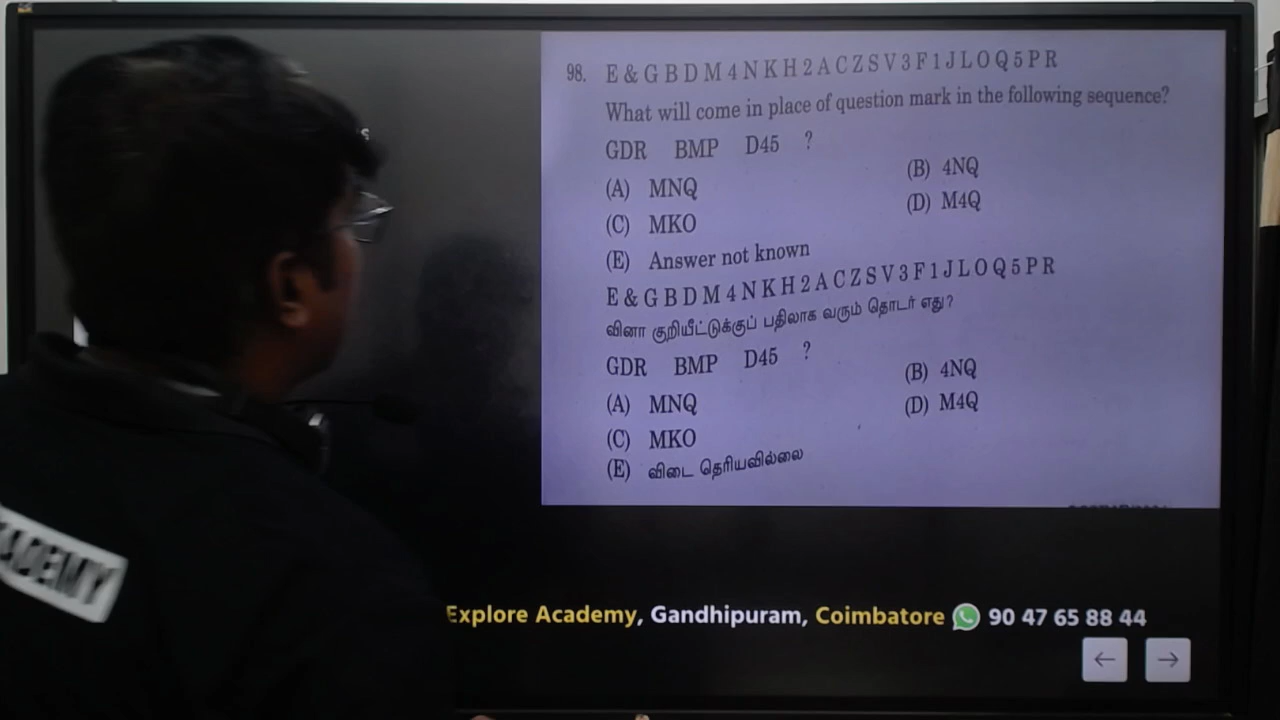 98. E & G B D M 4 N K H 2 A C Z S V 3 F 1 J L O Q 5 P R
What will come in place of question mark in the following sequence?
GDR BMP D45 ?
(A) MNQ (B) 4NQ
(C) MKO (D) M4Q
(E) Answer not known
E & G B D M 4 N K H 2 A C Z S V 3 F 1 J L O Q 5 P R
வினா குறியீட்டுக்குப் பதிலாக வரும் தொடர் எது?
GDR BMP D45 ?
(A) MNQ (B) 4NQ
(C) MKO (D) M4Q
(E) விடை தெரியவில்லை
ADEMY
Explore Academy, Gandhipuram, Coimbatore 90 47 65 88 44